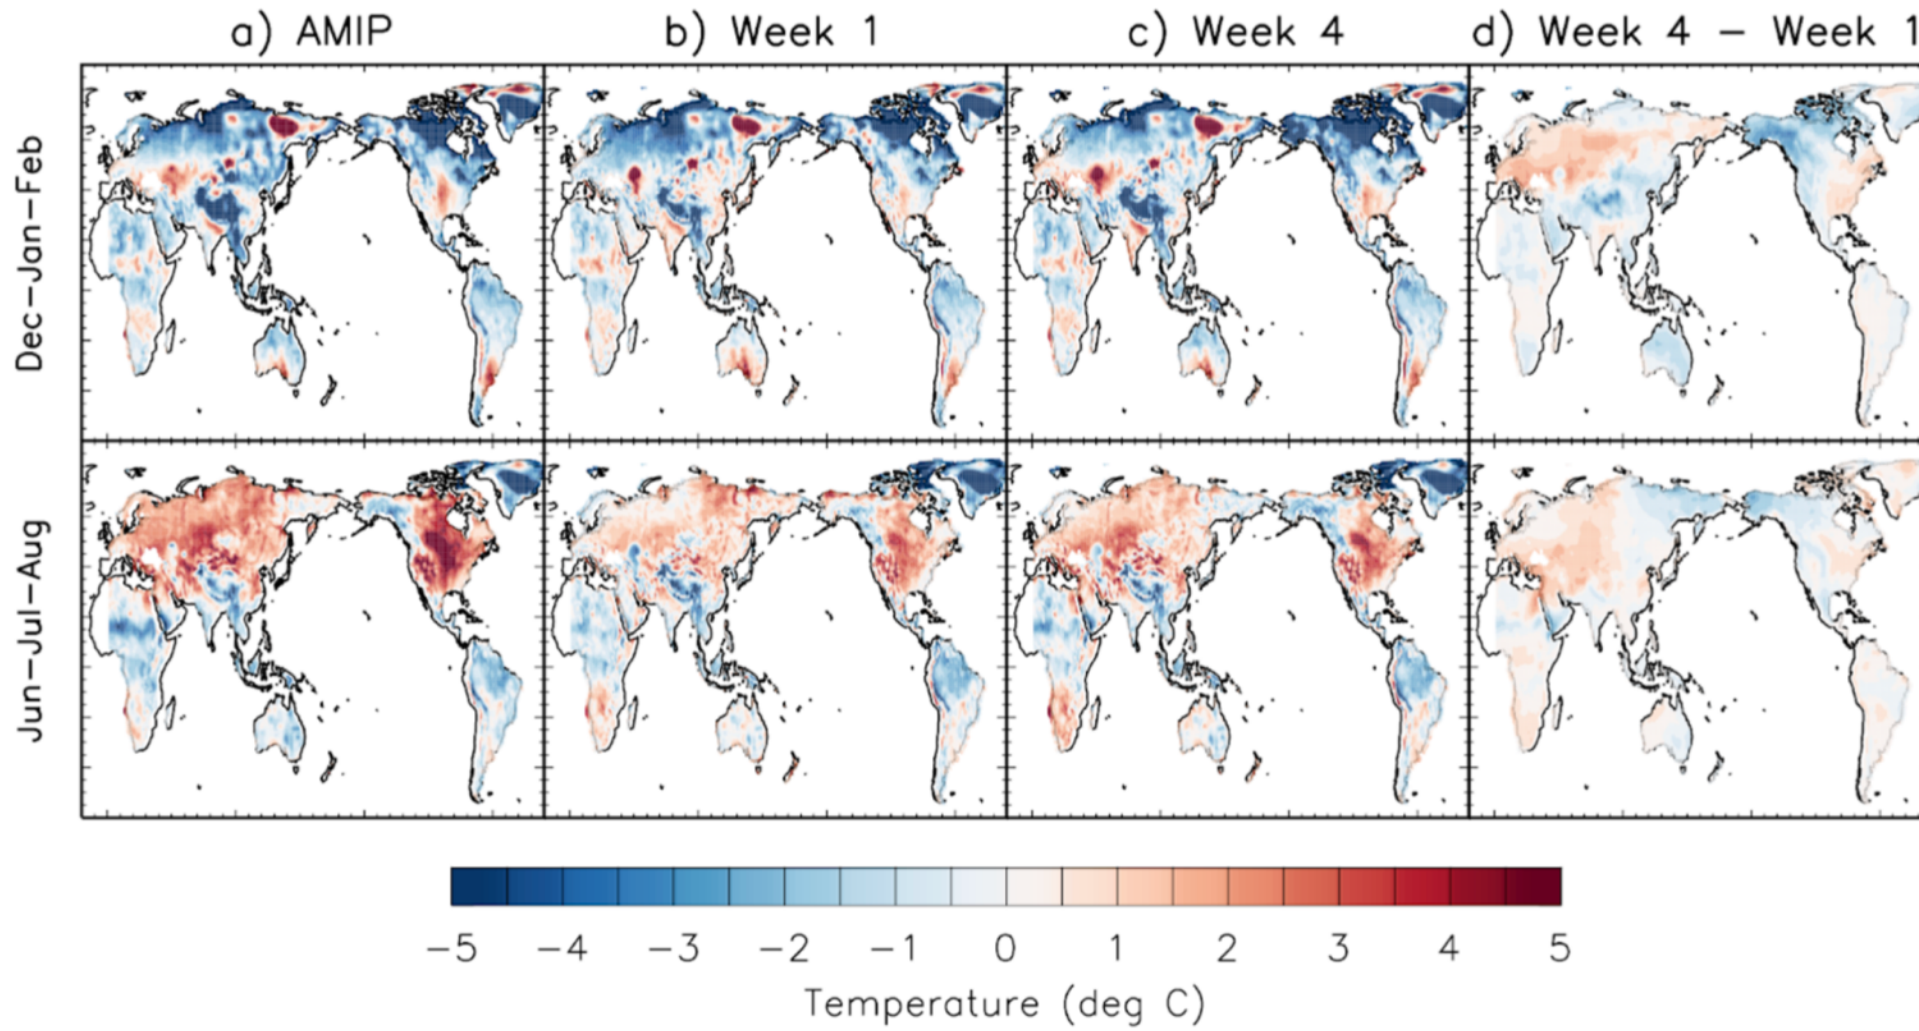 a) AMIP
b) Week 1
c) Week 4
d) Week 4 − Week 1
Dec−Jan−Feb
Jun−Jul−Aug
−5 −4 −3 −2 −1 0 1 2 3 4 5
Temperature (deg C)